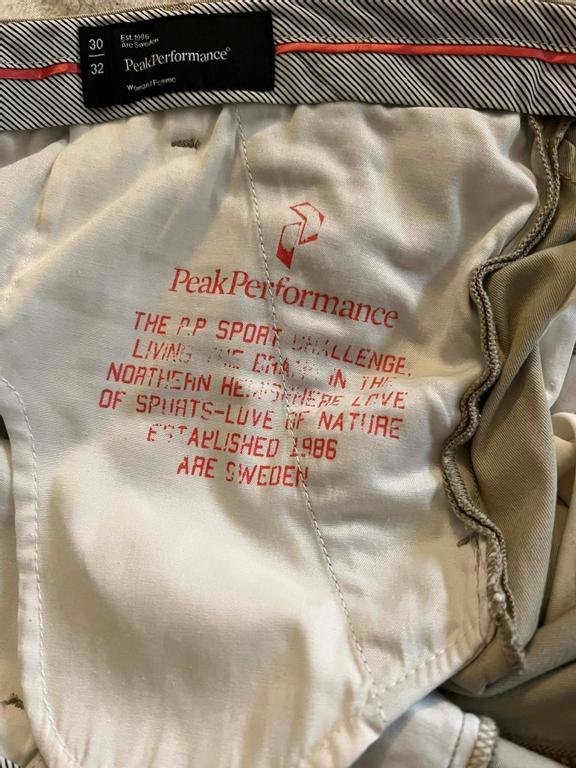 30
32
Est.1986
Åre Sweden
PeakPerformance®
Woman/Femme
PeakPerformance
THE P.P SPORT CHALLENGE.
LIVING THE IN THE
NORTHERN HEMISPHERE LOVE
OF SPORTS-LOVE OF NATURE
ESTABLISHED 1986
ARE SWEDEN